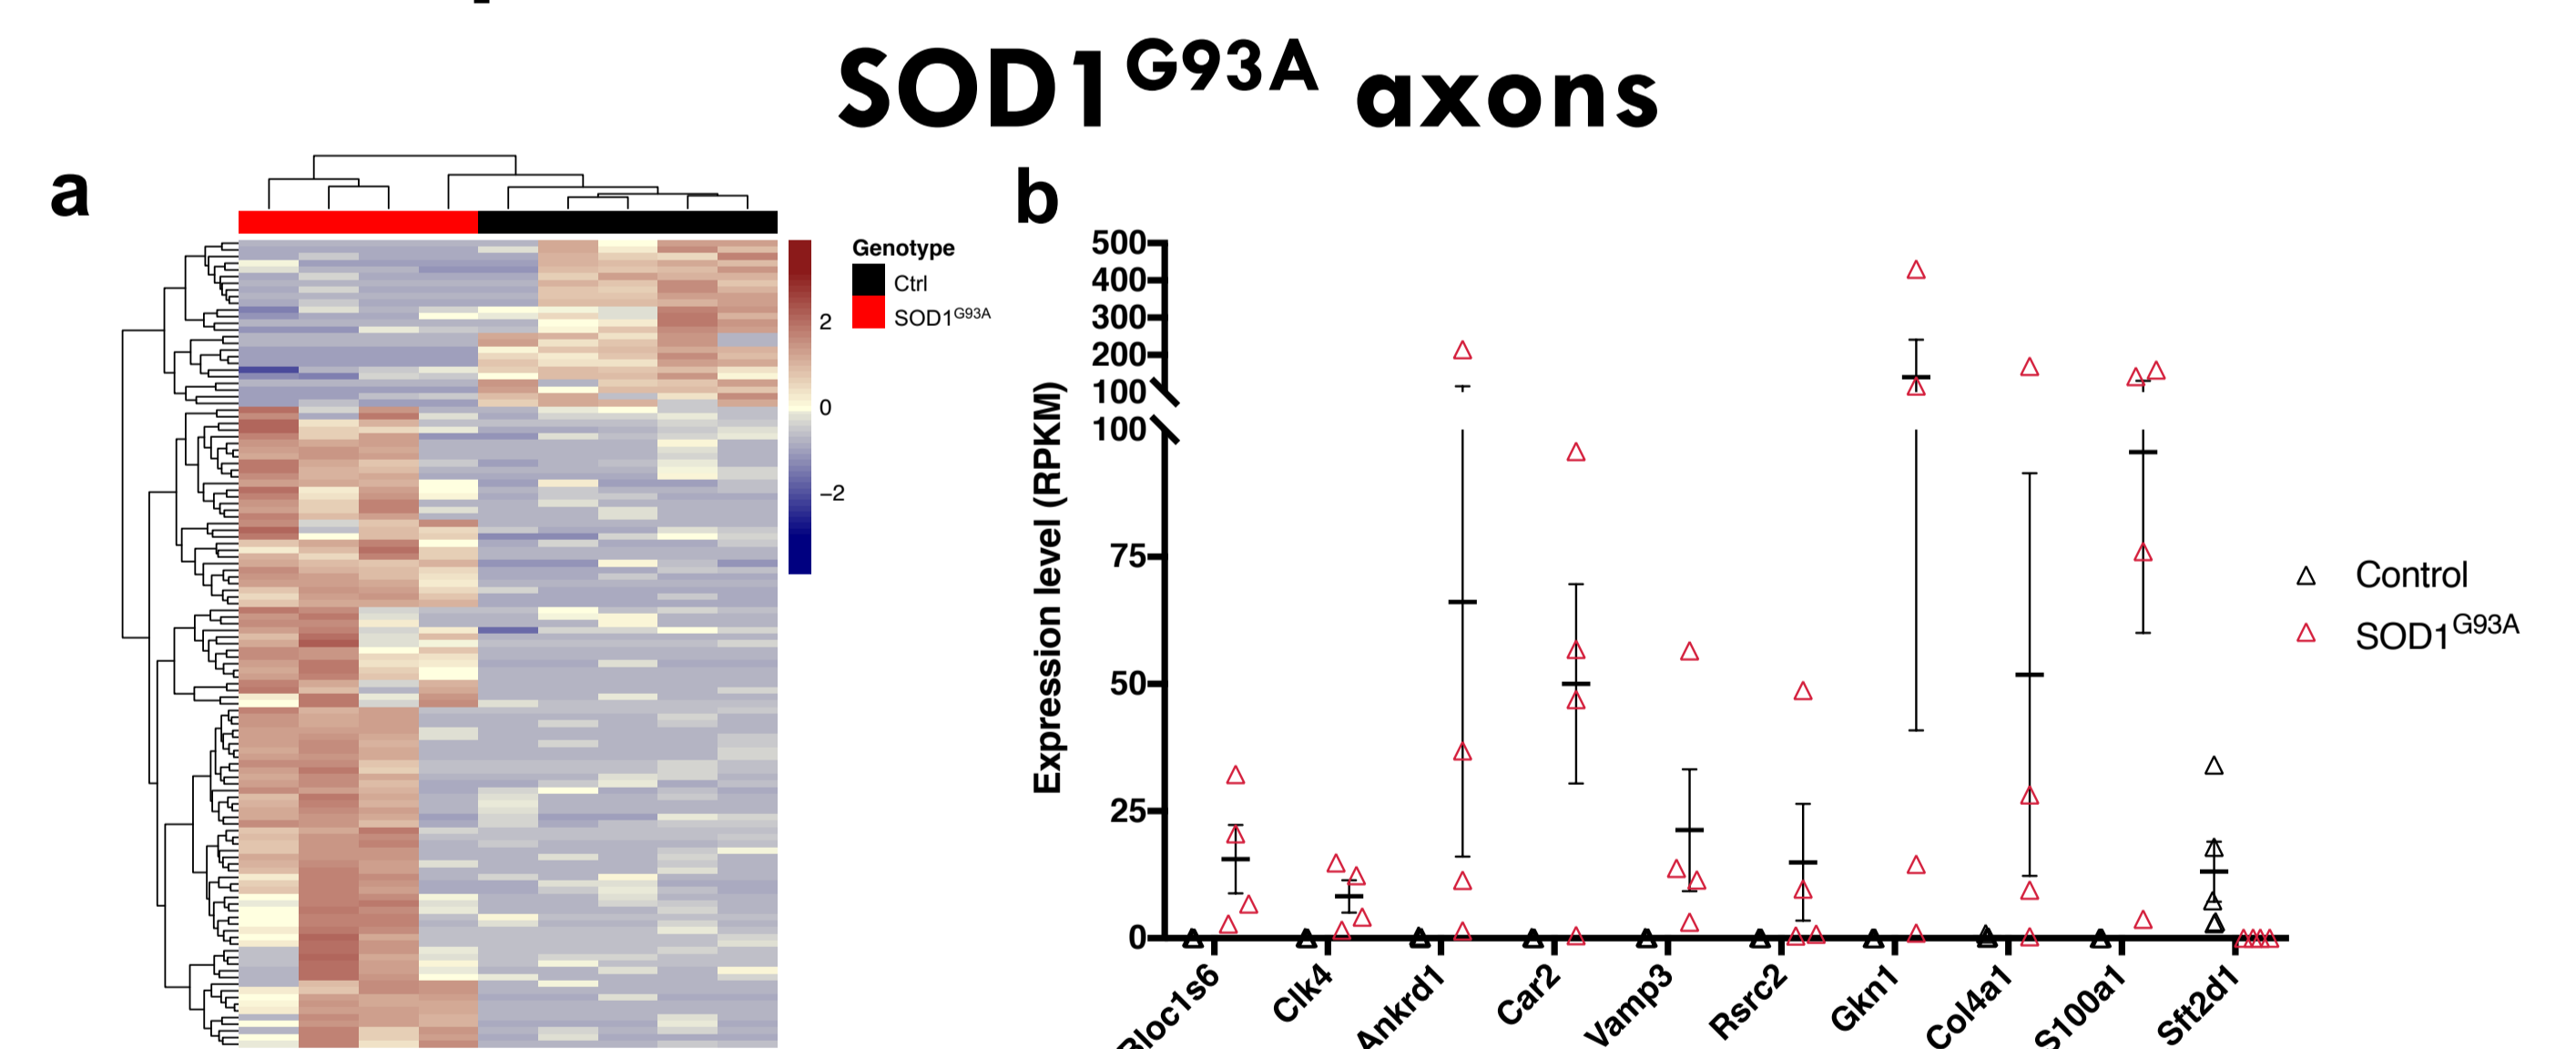 SOD1G93A axons
a
Genotype
Ctrl
SOD1G93A
2
0
−2
b
Expression level (RPKM)
500
400
300
200
100
100
75
50
25
0
Bloc1s6
Clk4
Ankrd1
Car2
Vamp3
Rsrc2
Gkn1
Col4a1
S100a1
Sft2d1
Control
SOD1G93A